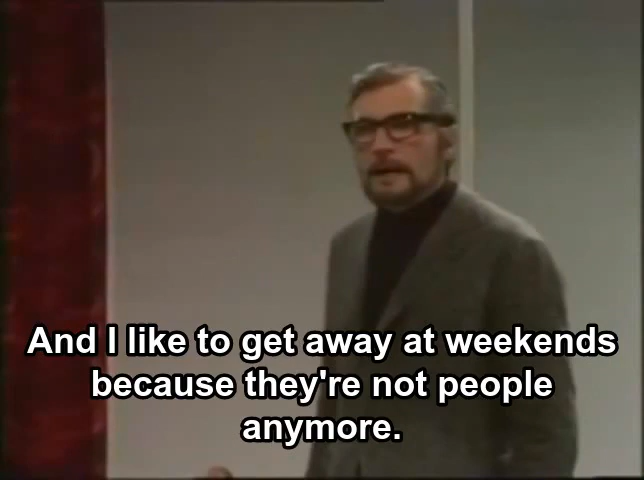 And I like to get away at weekends
because they're not people
anymore.